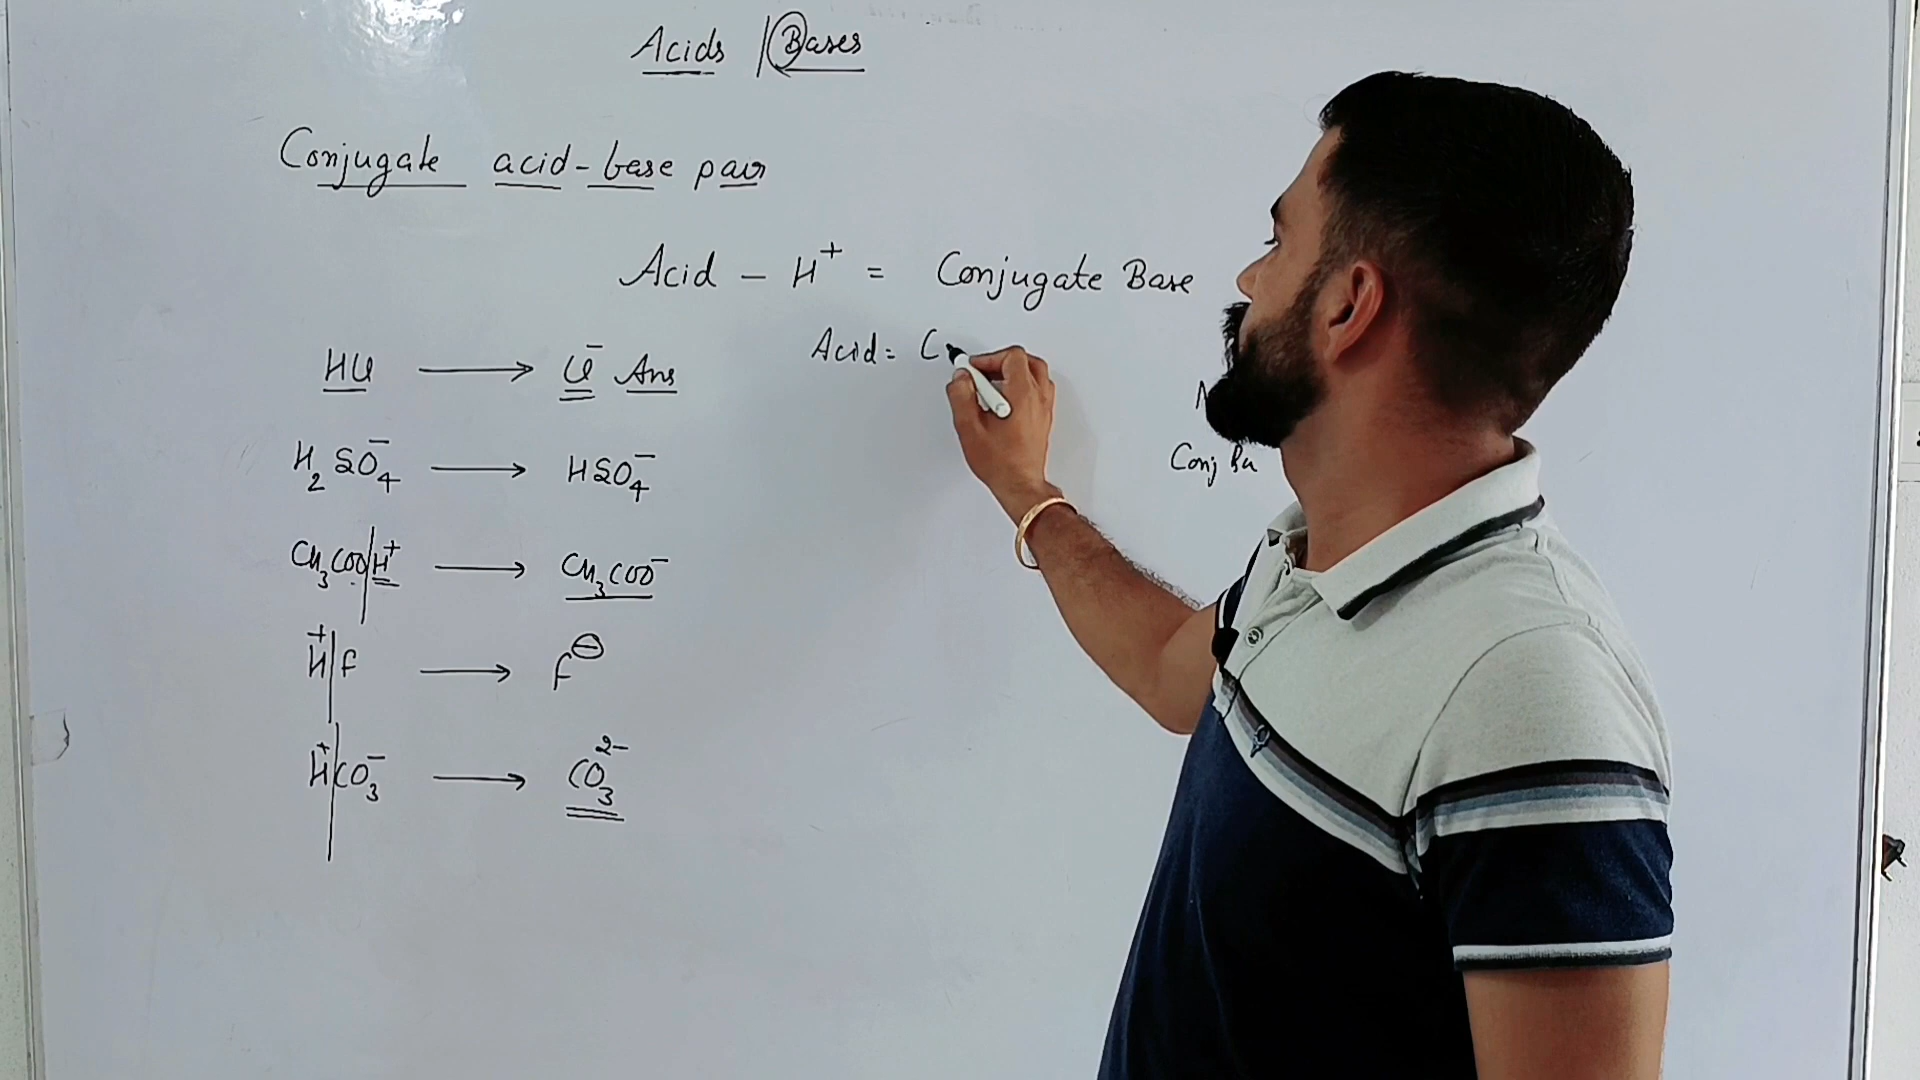 Acids / Bases
Conjugate acid-base pair
Acid - H⁺ = Conjugate Base
Acid = C
HCl → Cl⁻ Ans
H₂SO₄⁻ → HSO₄⁻
Conj Ba
CH₃COO|H⁺ → CH₃COO⁻
H⁺|F → F⊖
H⁺|CO₃⁻ → CO₃²⁻